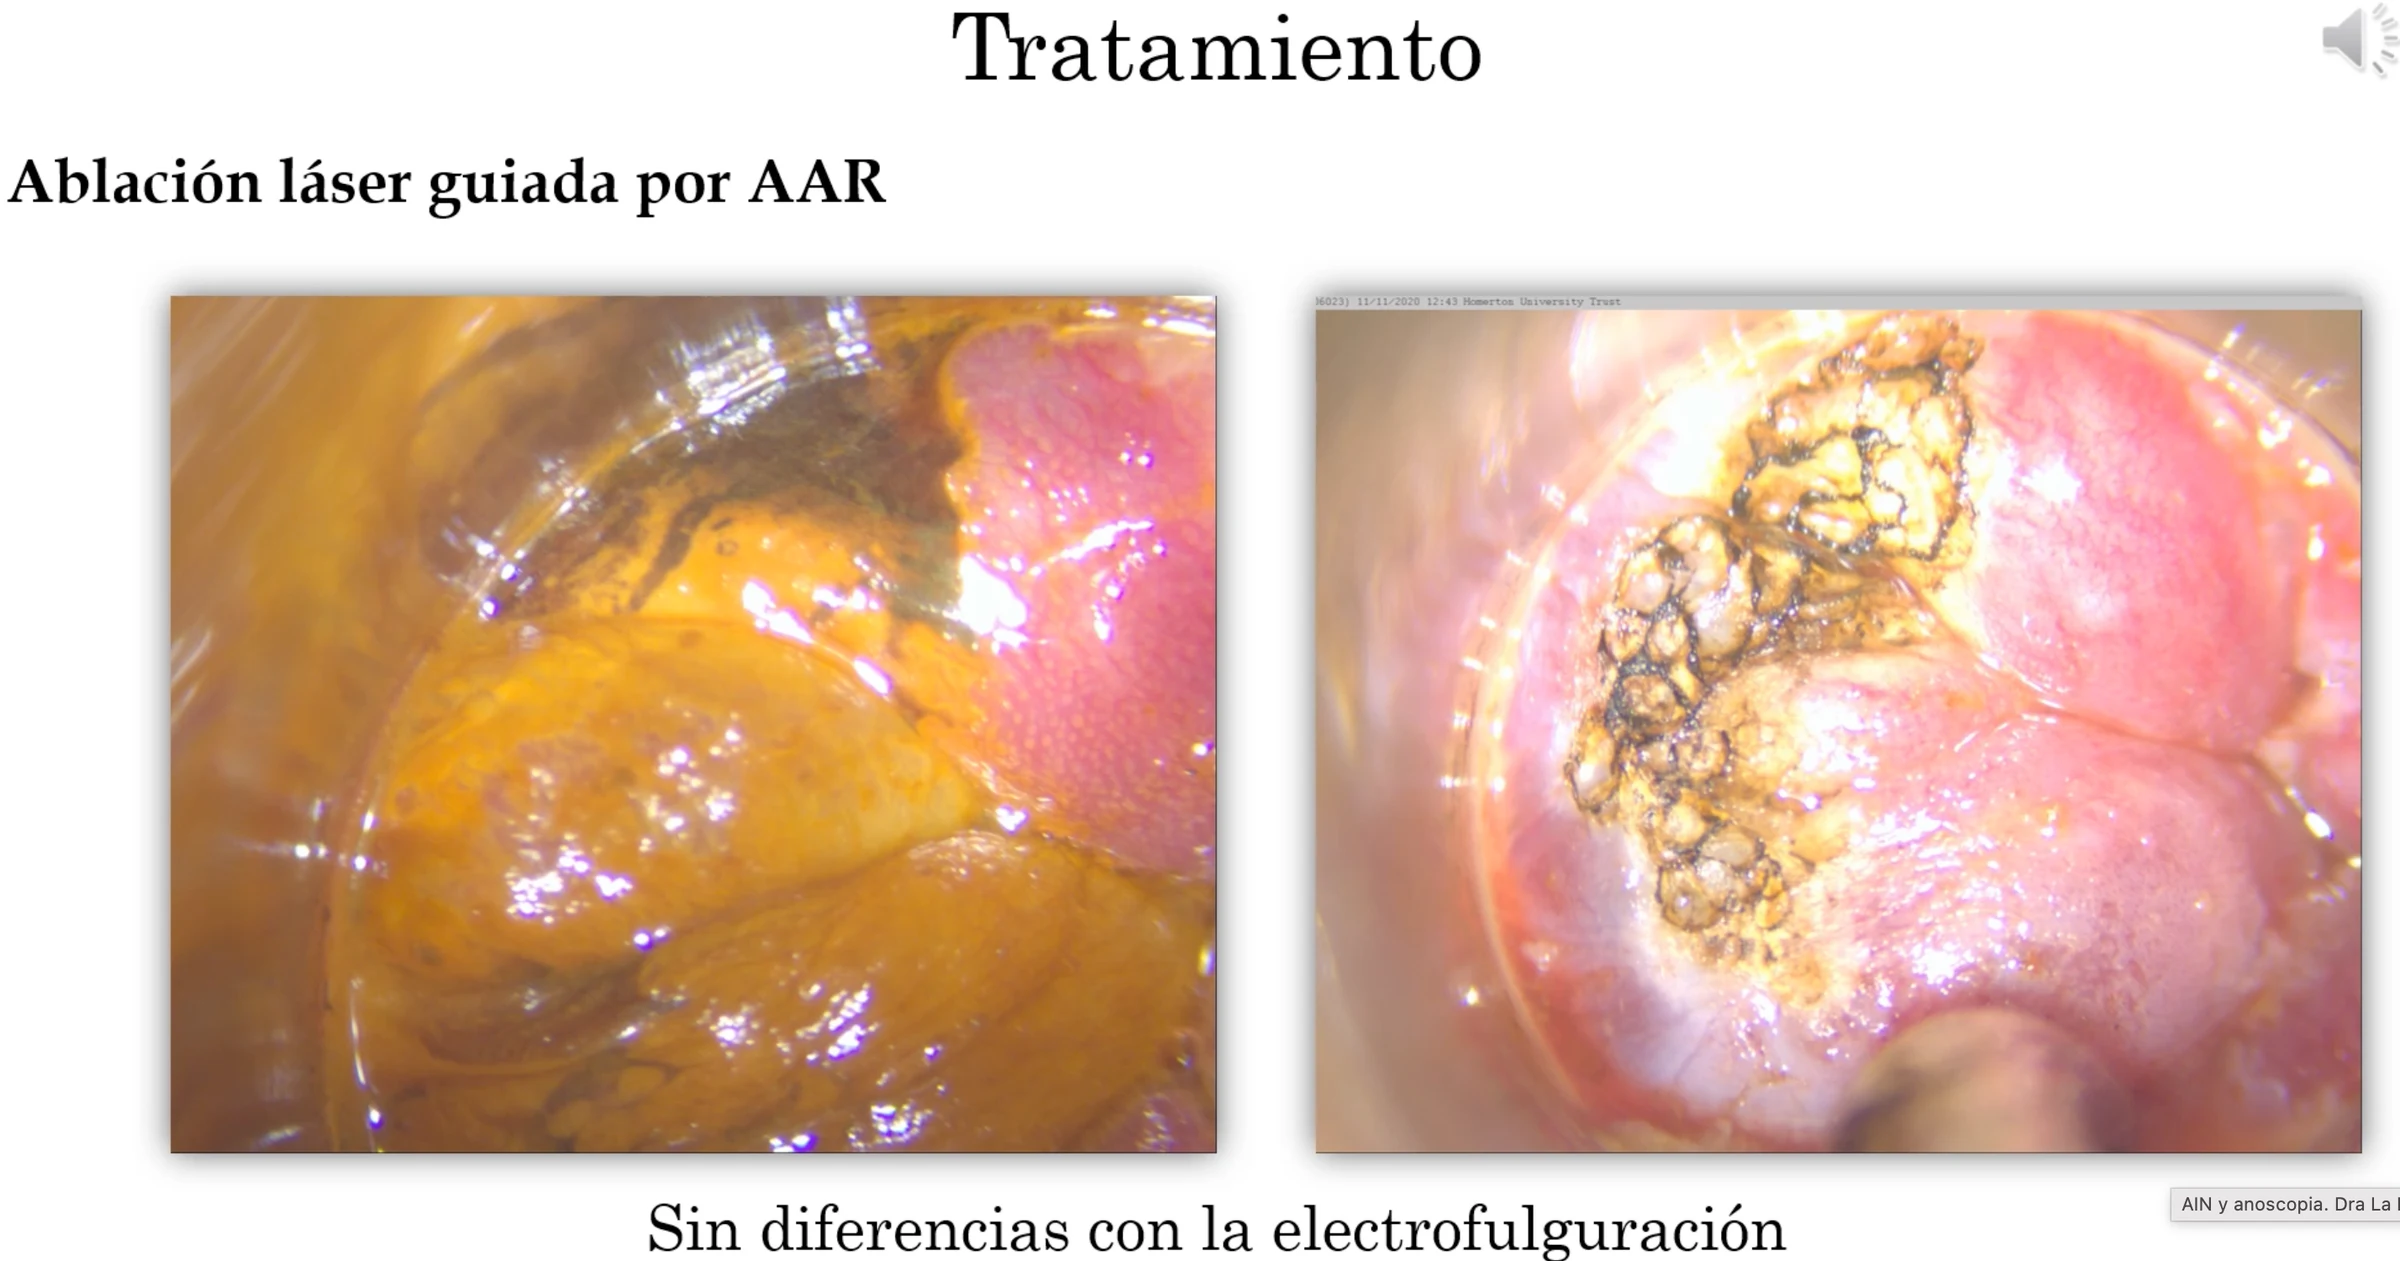 Tratamiento
Ablación láser guiada por AAR
6023) 11/11/2020 12:43 Homerton University Trust
Sin diferencias con la electrofulguración
AIN y anoscopia. Dra La